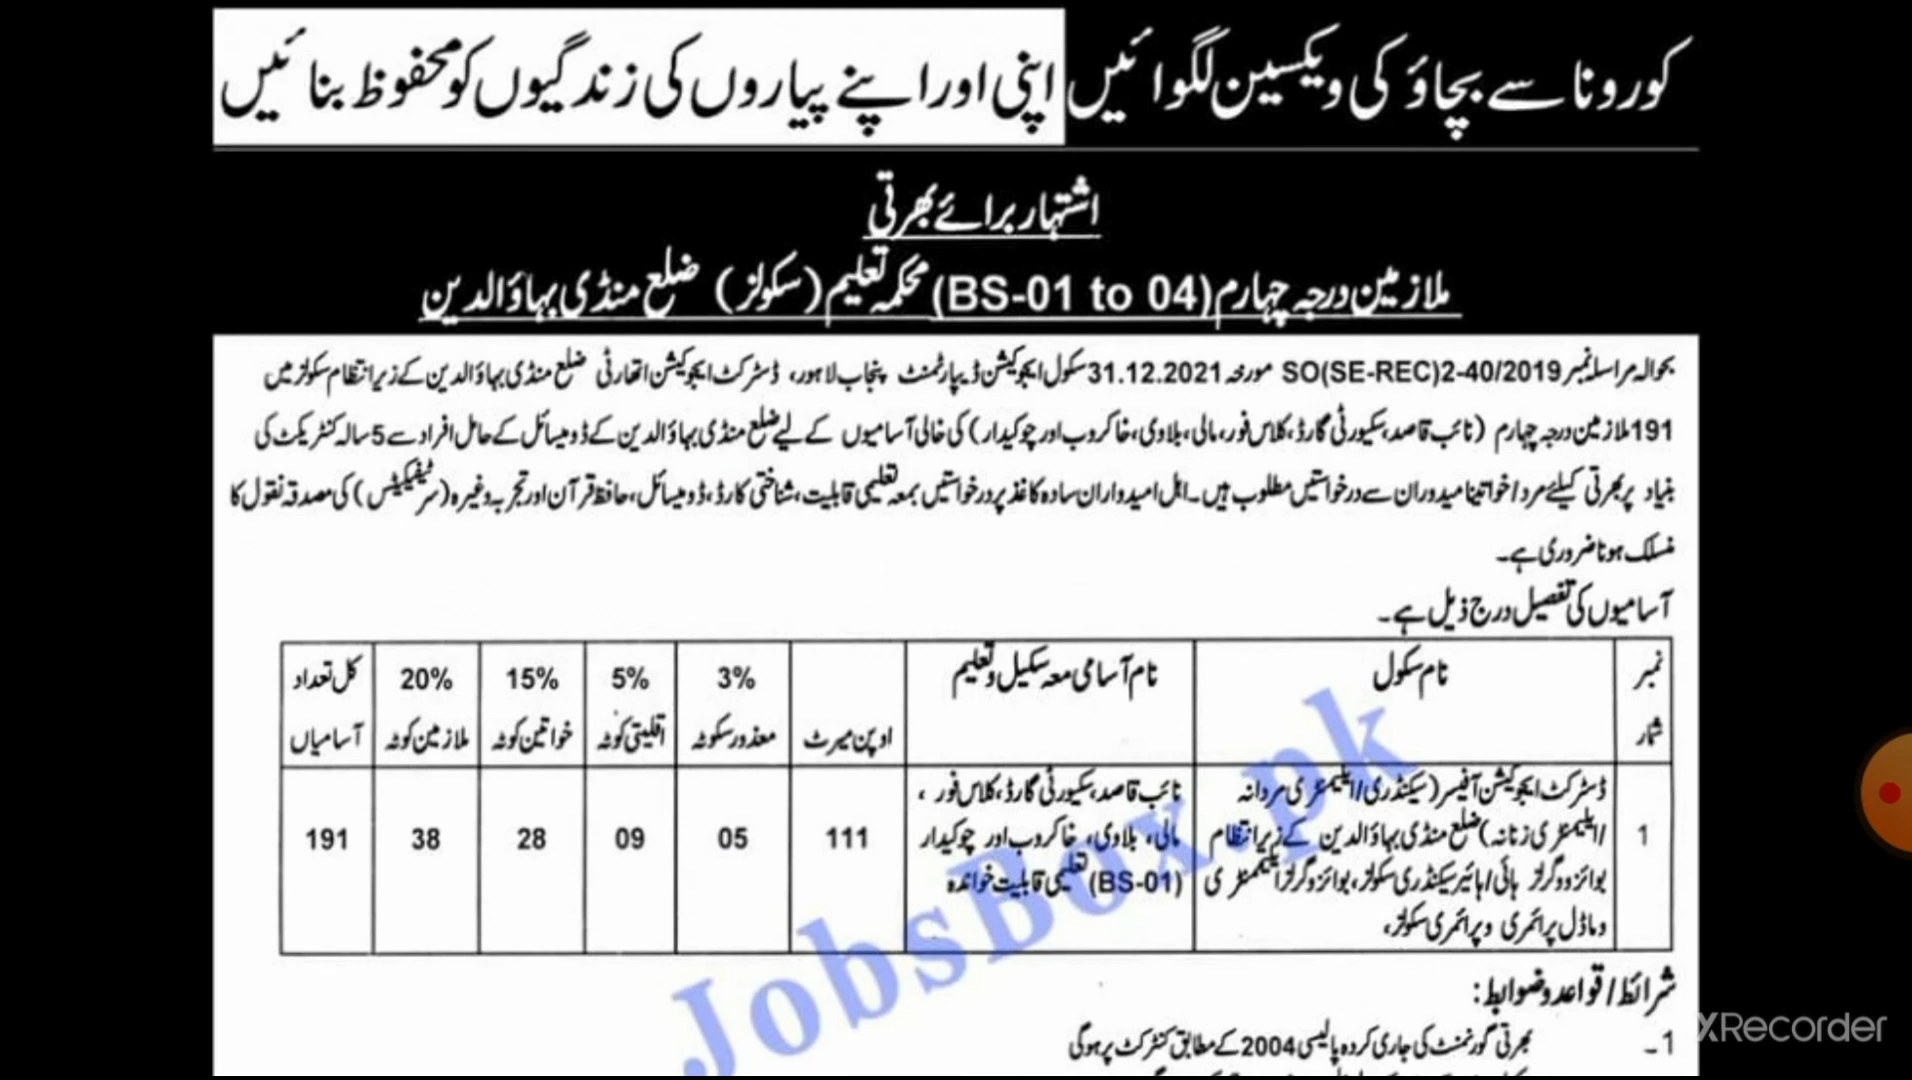 کورونا سے بچاؤ کی ویکسین لگوائیں اپنی اور اپنے پیاروں کی زندگیوں کو محفوظ بنائیں
اشتہار برائے بھرتی
ملازمین درجہ چہارم (BS-01 to 04) محکمہ تعلیم (سکولز) ضلع منڈی بہاؤالدین
بحوالہ مراسلہ نمبر SO(SE-REC)2-40/2019 مورخہ 31.12.2021 سکول ایجوکیشن ڈیپارٹمنٹ پنجاب لاہور، ڈسٹرکٹ ایجوکیشن اتھارٹی ضلع منڈی بہاؤالدین کے زیر انتظام سکولز میں
191 ملازمین درجہ چہارم (نائب قاصد، سکیورٹی گارڈ، کلاس فور، مالی، بلاوی، خاکروب اور چوکیدار) کی خالی آسامیوں کے لیے ضلع منڈی بہاؤالدین کے ڈومیسائل کے حامل افراد سے 5 سالہ کنٹریکٹ کی
بنیاد پر بھرتی کیلئے مرد/خواتینا میدوران سے درخواستیں مطلوب ہیں۔ اہل امیدواران سادہ کاغذ پر درخواستیں بمعہ تعلیمی قابلیت، شناختی کارڈ، ڈومیسائل، حافظ قرآن اور تجربہ وغیرہ (سرٹیفکیٹس) کی مصدقہ نقول کا
منسلک ہونا ضروری ہے۔
آسامیوں کی تفصیل درج ذیل ہے۔
نمبر شمار
نام سکول
نام آسامی معہ سکیل و تعلیم
اوپن میرٹ
3% معذور کوٹہ
5% اقلیتی کوٹہ
15% خواتین کوٹہ
20% ملازمین کوٹہ
کل تعداد آسامیاں
1
ڈسٹرکٹ ایجوکیشن آفیسر (سیکنڈری/ایلیمنٹری مردانہ
/ایلیمنٹری زنانہ) ضلع منڈی بہاؤالدین کے زیر انتظام
بوائز و گرلز ہائی/ہائیر سیکنڈری سکولز، بوائز و گرلز ایلیمنٹری
و ماڈل پرائمری و پرائمری سکولز،
نائب قاصد، سکیورٹی گارڈ، کلاس فور،
مالی، بلاوی، خاکروب اور چوکیدار
(BS-01) تعلیمی قابلیت خواندہ
111
05
09
28
38
191
شرائط/قواعد و ضوابط:
1۔ بھرتی گورنمنٹ کی جاری کردہ پالیسی 2004 کے مطابق کنٹرکٹ پر ہوگی
JobsBox.pk
XRecorder